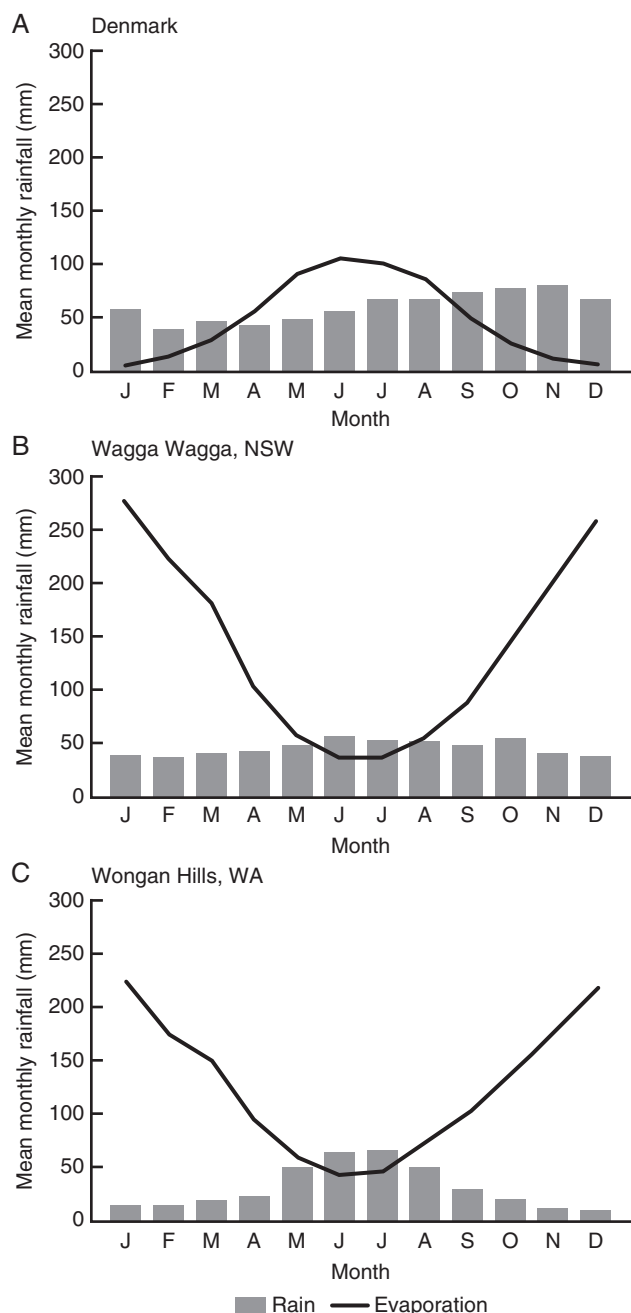 A
Denmark
300
250
200
150
100
50
0
Mean monthly rainfall (mm)
J F M A M J J A S O N D
Month
B
Wagga Wagga, NSW
300
250
200
150
100
50
0
Mean monthly rainfall (mm)
J F M A M J J A S O N D
Month
C
Wongan Hills, WA
300
250
200
150
100
50
0
Mean monthly rainfall (mm)
J F M A M J J A S O N D
Month
Rain Evaporation